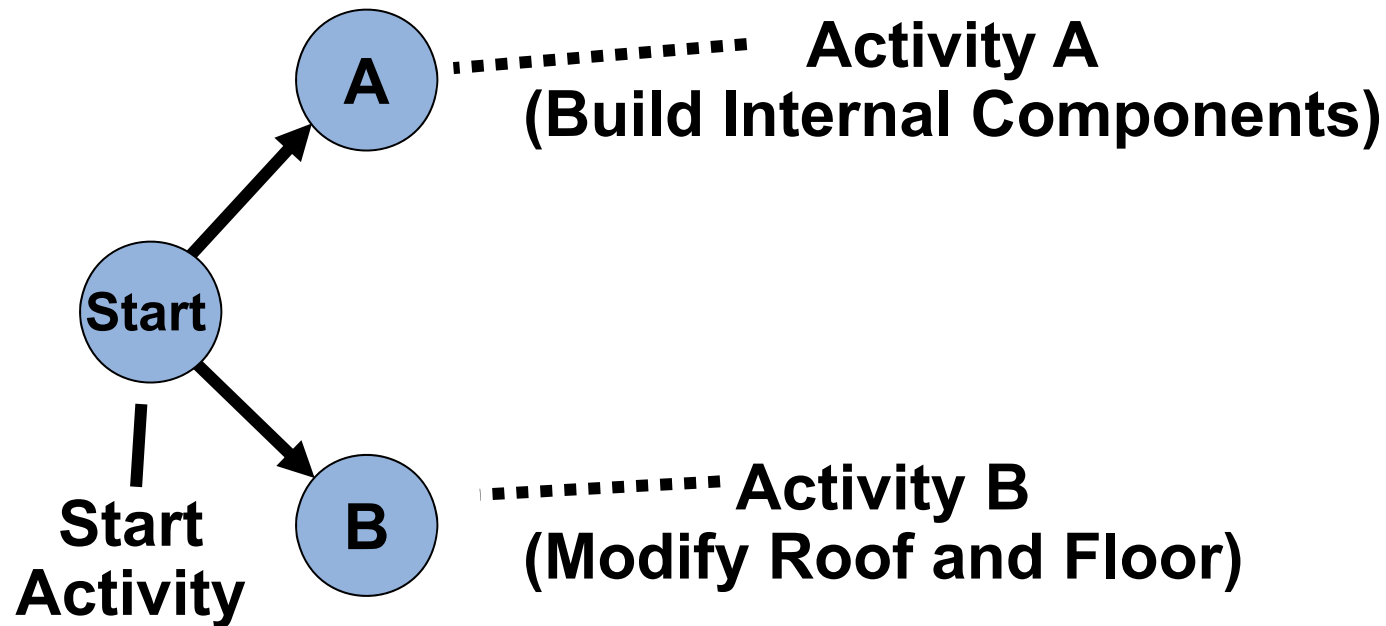 A
Activity A
(Build Internal Components)
Start
Start
Activity
B
Activity B
(Modify Roof and Floor)